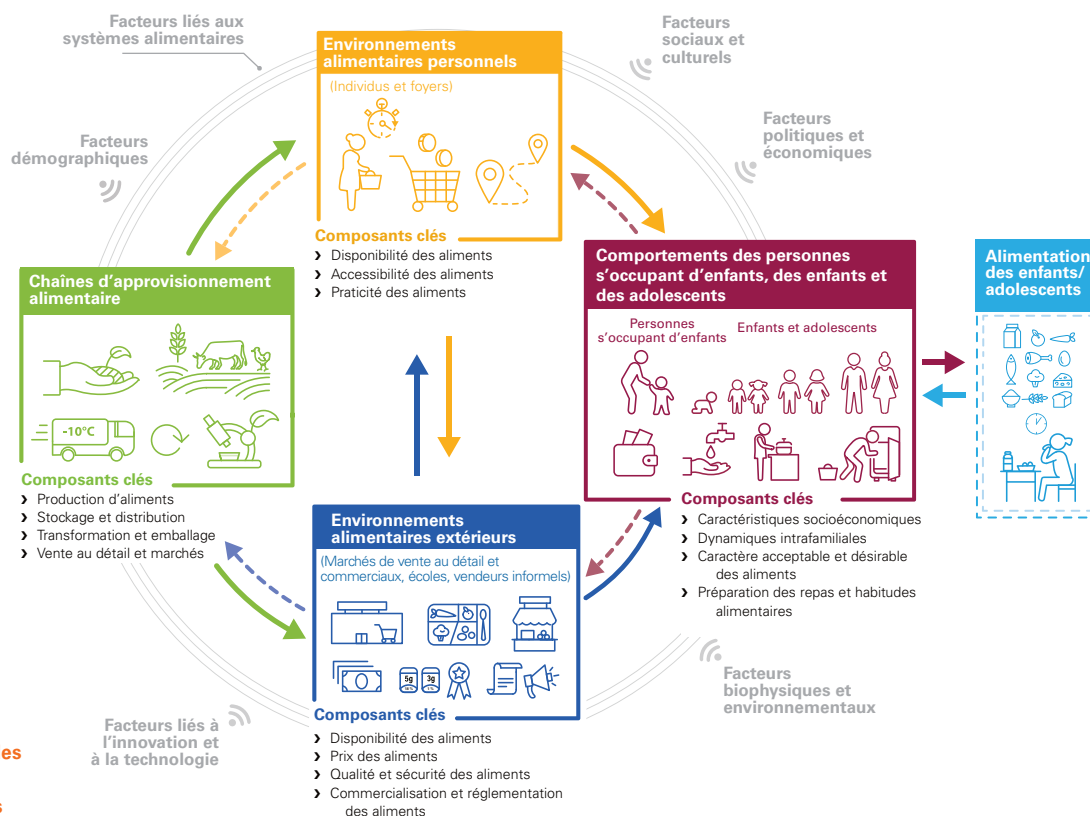 Facteurs liés aux
systèmes alimentaires
Facteurs
sociaux et
culturels
Facteurs
démographiques
Facteurs
politiques et
économiques
Environnements
alimentaires personnels
(Individus et foyers)
Composants clés
› Disponibilité des aliments
› Accessibilité des aliments
› Praticité des aliments
Chaînes d’approvisionnement
alimentaire
-10°C
Composants clés
› Production d’aliments
› Stockage et distribution
› Transformation et emballage
› Vente au détail et marchés
Comportements des personnes
s’occupant d’enfants, des enfants et
des adolescents
Personnes
s’occupant d’enfants
Enfants et adolescents
Composants clés
› Caractéristiques socioéconomiques
› Dynamiques intrafamiliales
› Caractère acceptable et désirable
des aliments
› Préparation des repas et habitudes
alimentaires
Alimentation
des enfants/
adolescents
Environnements
alimentaires extérieurs
(Marchés de vente au détail et
commerciaux, écoles, vendeurs informels)
5g
3g
Composants clés
› Disponibilité des aliments
› Prix des aliments
› Qualité et sécurité des aliments
› Commercialisation et réglementation
des aliments
Facteurs
biophysiques et
environnementaux
Facteurs liés à
l’innovation et
à la technologie